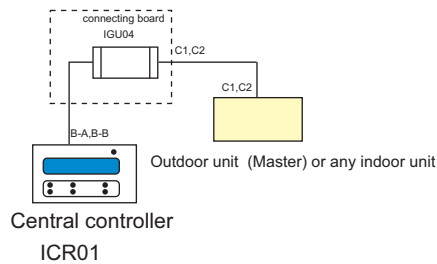 connecting board
IGU04
C1,C2
C1,C2
B-A,B-B
Outdoor unit (Master) or any indoor unit
Central controller
ICR01